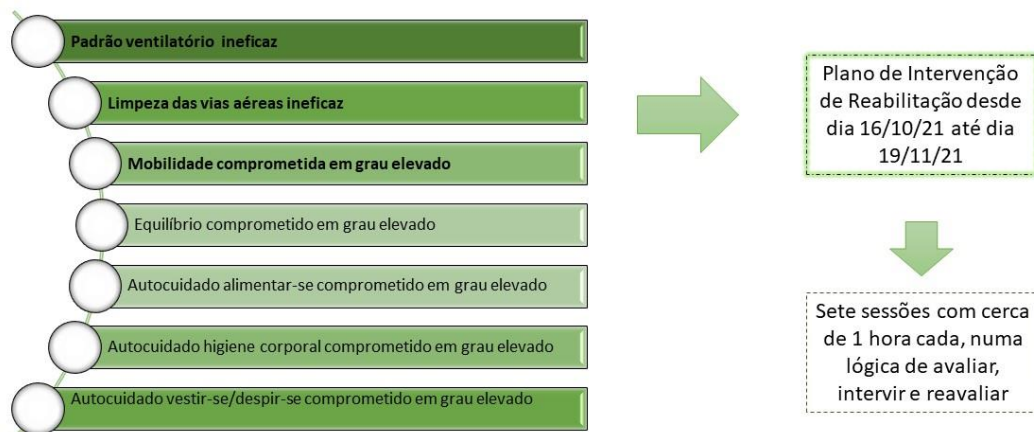 Padrão ventilatório ineficaz
Limpeza das vias aéreas ineficaz
Mobilidade comprometida em grau elevado
Equilíbrio comprometido em grau elevado
Autocuidado alimentar-se comprometido em grau elevado
Autocuidado higiene corporal comprometido em grau elevado
Autocuidado vestir-se/despir-se comprometido em grau elevado
Plano de Intervenção
de Reabilitação desde
dia 16/10/21 até dia
19/11/21
Sete sessões com cerca
de 1 hora cada, numa
lógica de avaliar,
intervir e reavaliar